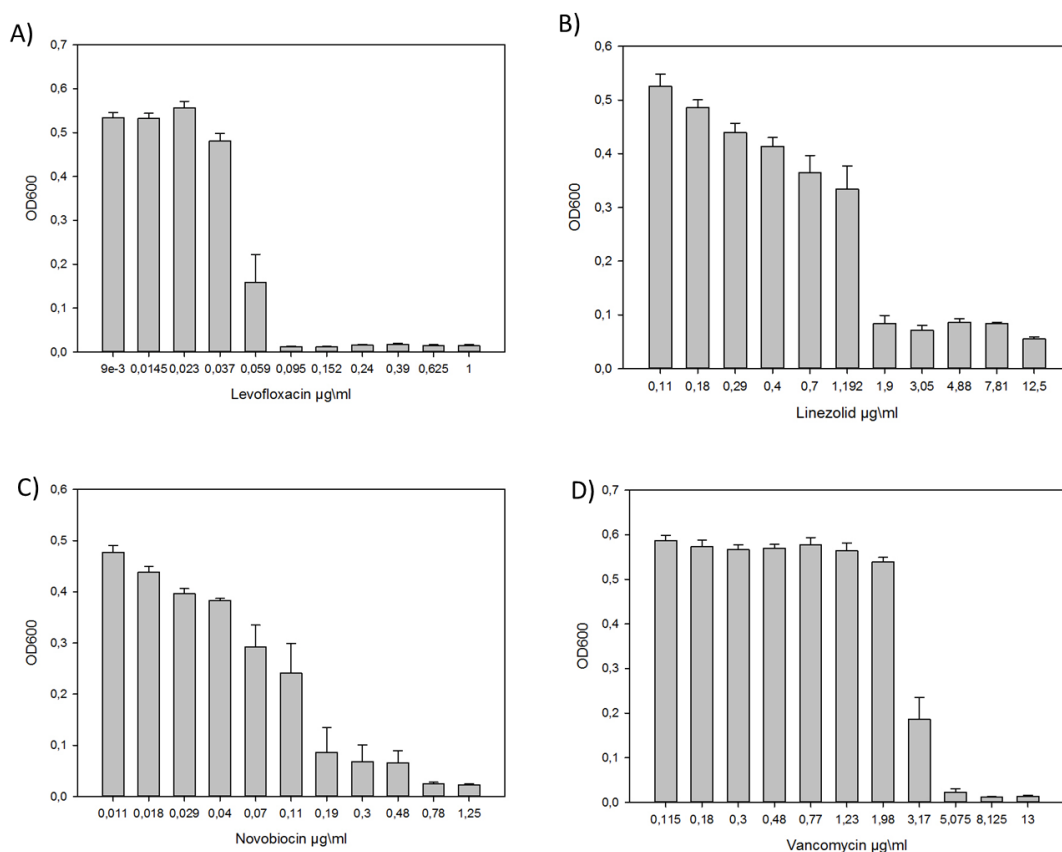 A)
0,7
0,6
0,5
0,4
0,3
0,2
0,1
0,0
OD600
9e-3 0,0145 0,023 0,037 0,059 0,095 0,152 0,24 0,39 0,625 1
Levofloxacin µg\ml
B)
0,6
0,5
0,4
0,3
0,2
0,1
0,0
OD600
0,11 0,18 0,29 0,4 0,7 1,192 1,9 3,05 4,88 7,81 12,5
Linezolid µg\ml
C)
0,6
0,5
0,4
0,3
0,2
0,1
0,0
OD600
0,011 0,018 0,029 0,04 0,07 0,11 0,19 0,3 0,48 0,78 1,25
Novobiocin µg\ml
D)
0,7
0,6
0,5
0,4
0,3
0,2
0,1
0,0
OD600
0,115 0,18 0,3 0,48 0,77 1,23 1,98 3,17 5,075 8,125 13
Vancomycin µg\ml